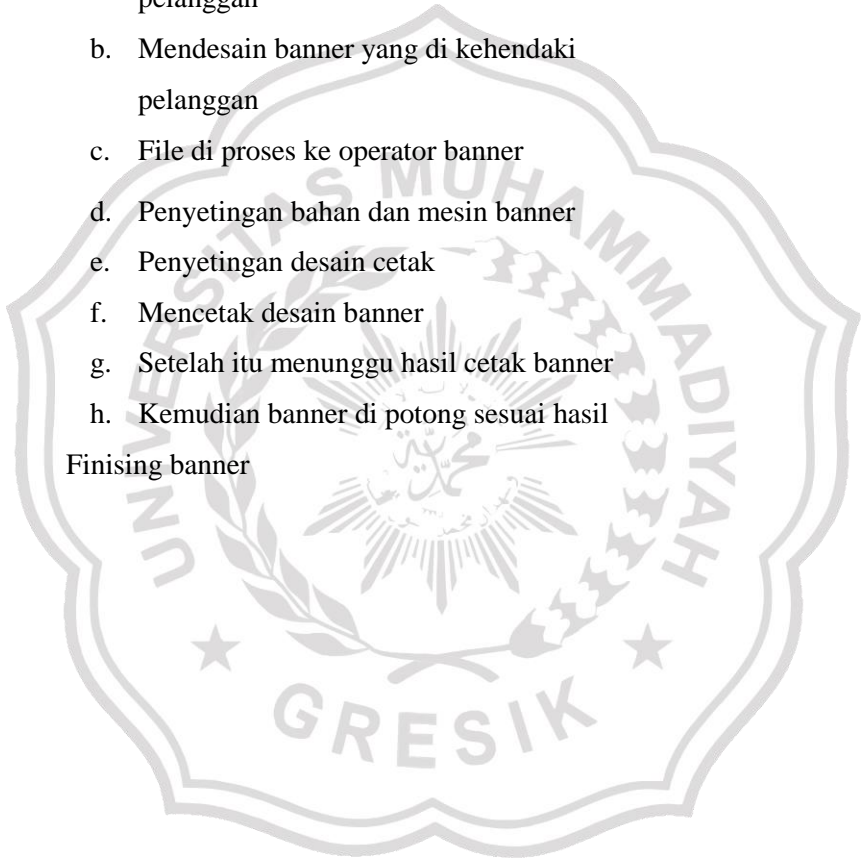 pelanggan
b. Mendesain banner yang di kehendaki
pelanggan
c. File di proses ke operator banner
d. Penyetingan bahan dan mesin banner
e. Penyetingan desain cetak
f. Mencetak desain banner
g. Setelah itu menunggu hasil cetak banner
h. Kemudian banner di potong sesuai hasil
Finising banner
UNIVERSITAS MUHAMMADIYAH
GRESIK